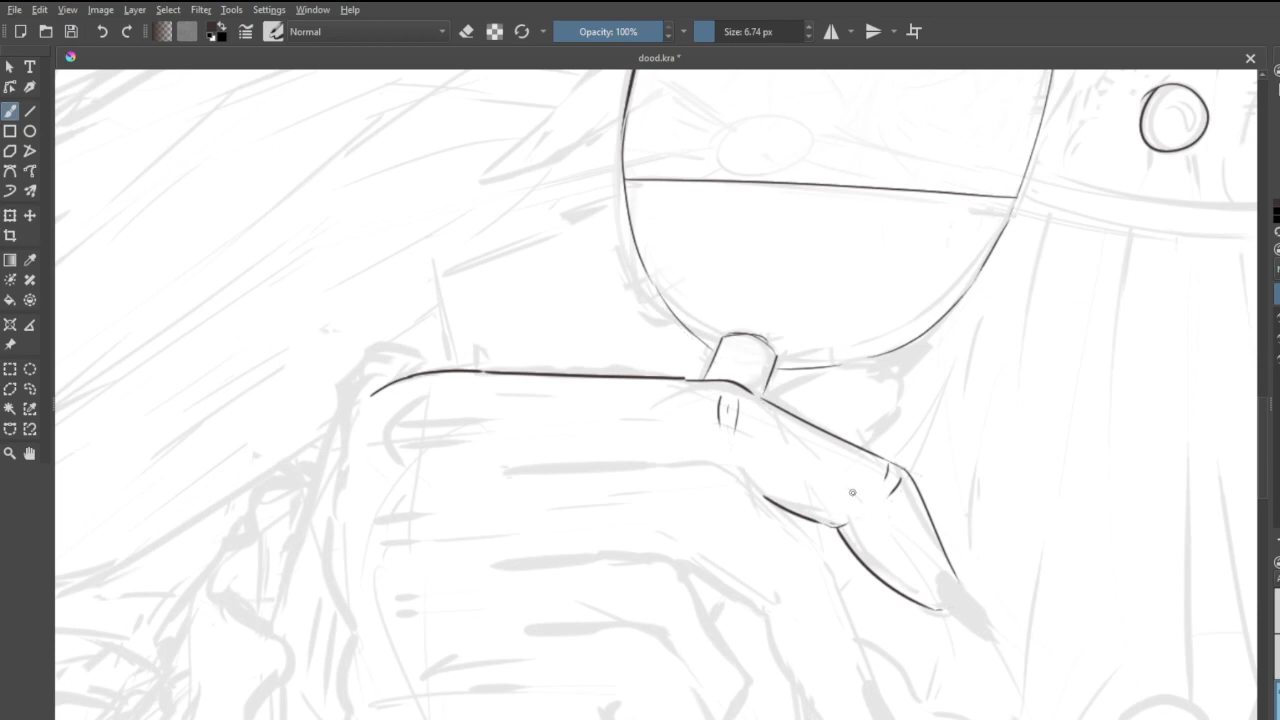 File Edit View Image Layer Select Filter Tools Settings Window Help
Normal Opacity: 100% Size: 6.74 px
dood.kra *